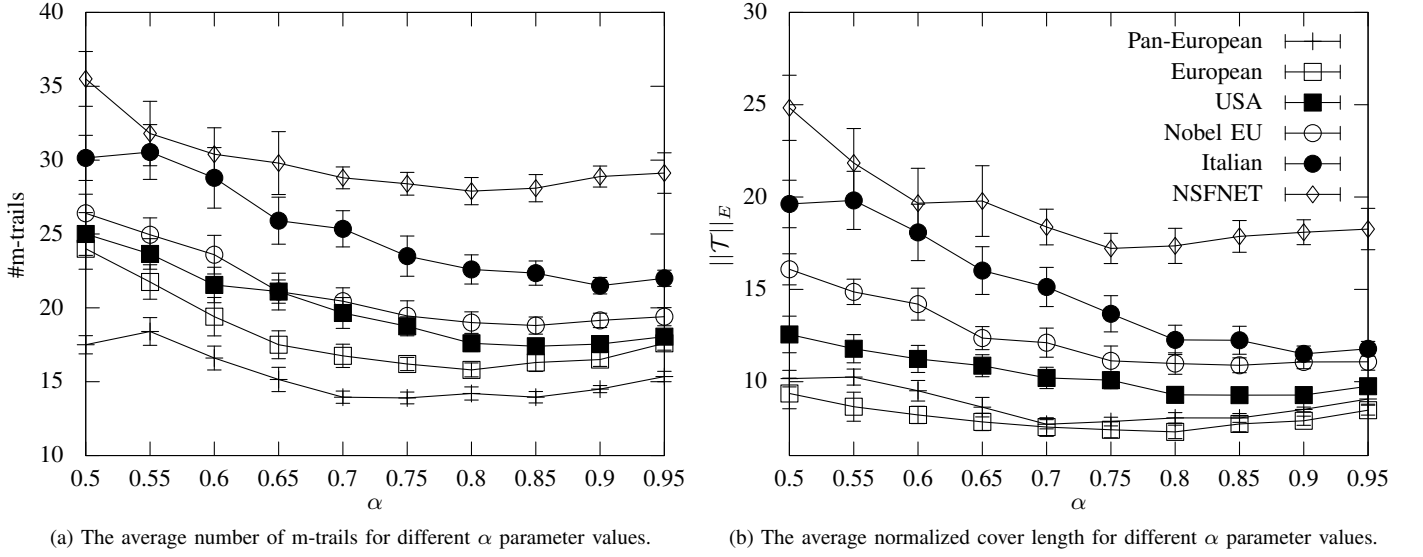 40
35
30
25
20
15
10
#m-trails
0.5 0.55 0.6 0.65 0.7 0.75 0.8 0.85 0.9 0.95
α
(a) The average number of m-trails for different α parameter values.
30
25
20
15
10
||𝒯||_E
Pan-European
European
USA
Nobel EU
Italian
NSFNET
0.5 0.55 0.6 0.65 0.7 0.75 0.8 0.85 0.9 0.95
α
(b) The average normalized cover length for different α parameter values.